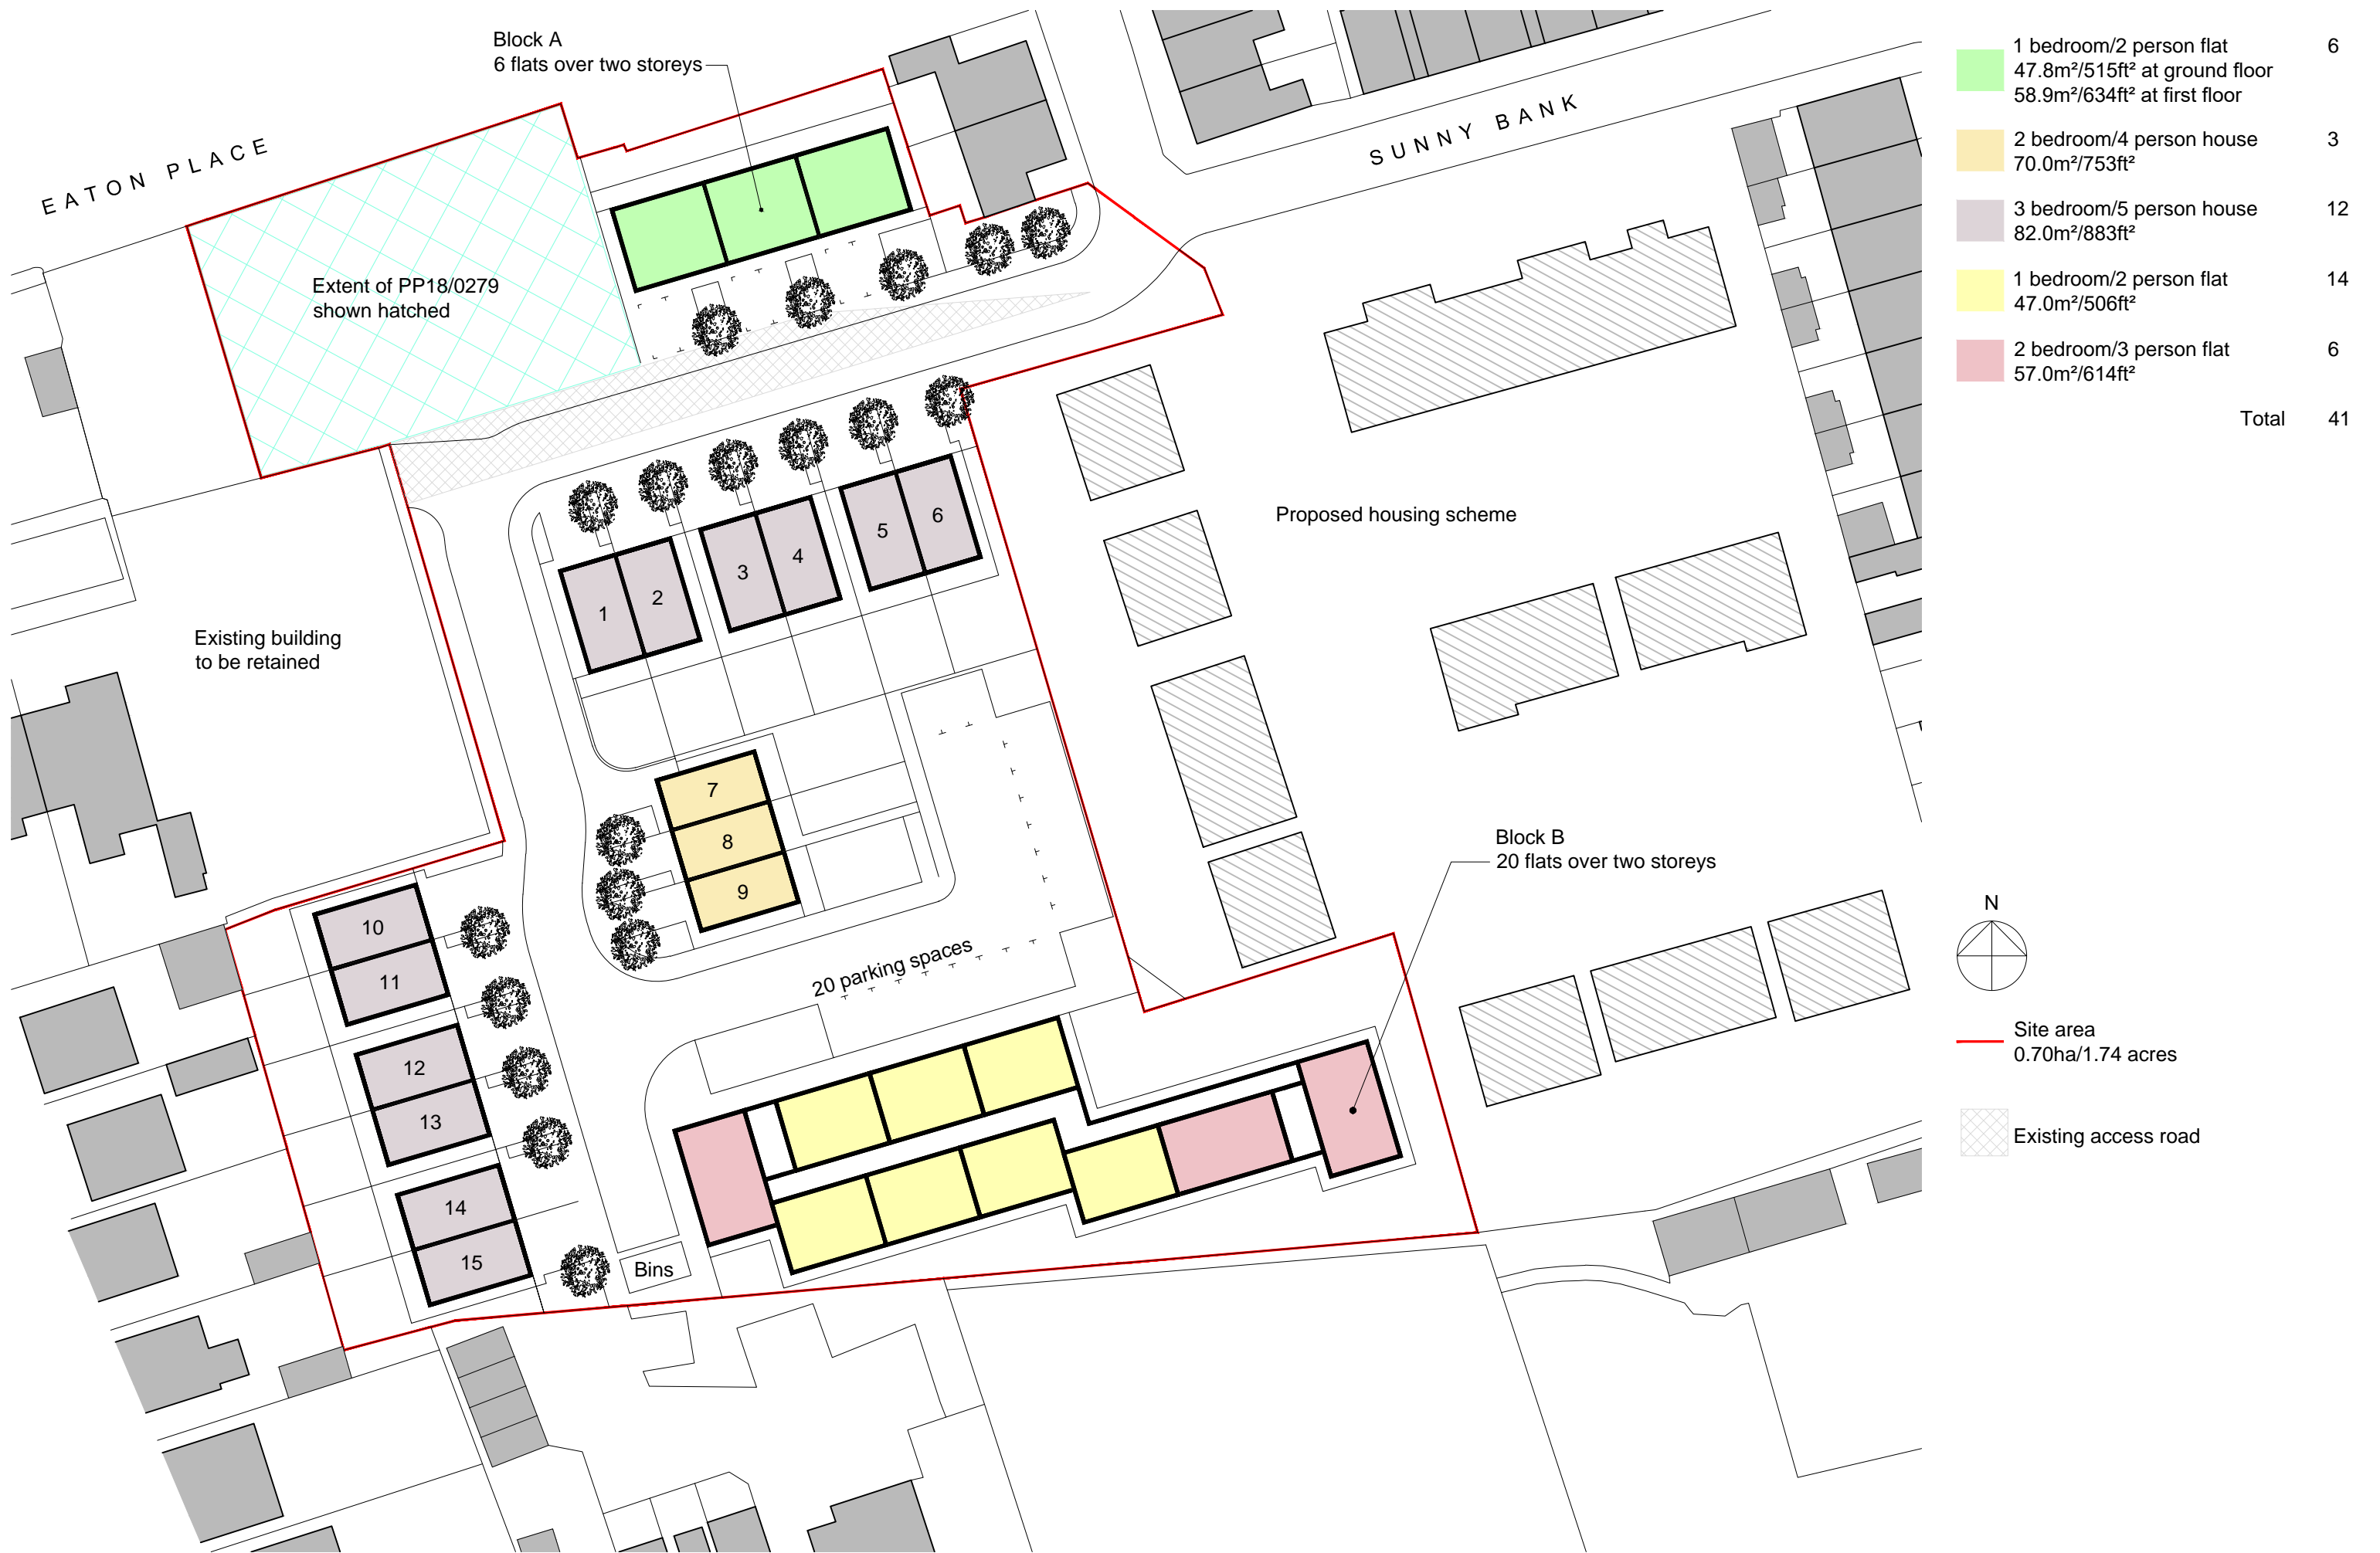 Block A
6 flats over two storeys
EATON PLACE
SUNNY BANK
Extent of PP18/0279
shown hatched
Existing building
to be retained
Proposed housing scheme
1
2
3
4
5
6
7
8
9
10
11
12
13
14
15
20 parking spaces
Block B
20 flats over two storeys
Bins
1 bedroom/2 person flat 6
47.8m²/515ft² at ground floor
58.9m²/634ft² at first floor
2 bedroom/4 person house 3
70.0m²/753ft²
3 bedroom/5 person house 12
82.0m²/883ft²
1 bedroom/2 person flat 14
47.0m²/506ft²
2 bedroom/3 person flat 6
57.0m²/614ft²
Total 41
N
Site area
0.70ha/1.74 acres
Existing access road